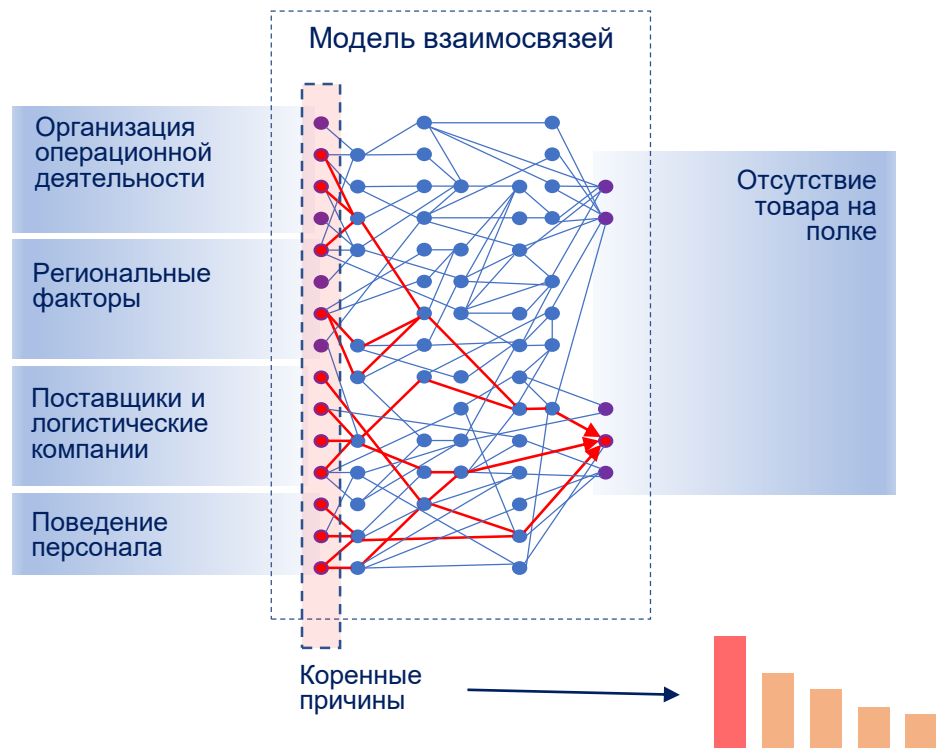 Модель взаимосвязей
Организация
операционной
деятельности
Региональные
факторы
Поставщики и
логистические
компании
Поведение
персонала
Отсутствие
товара на
полке
Коренные
причины